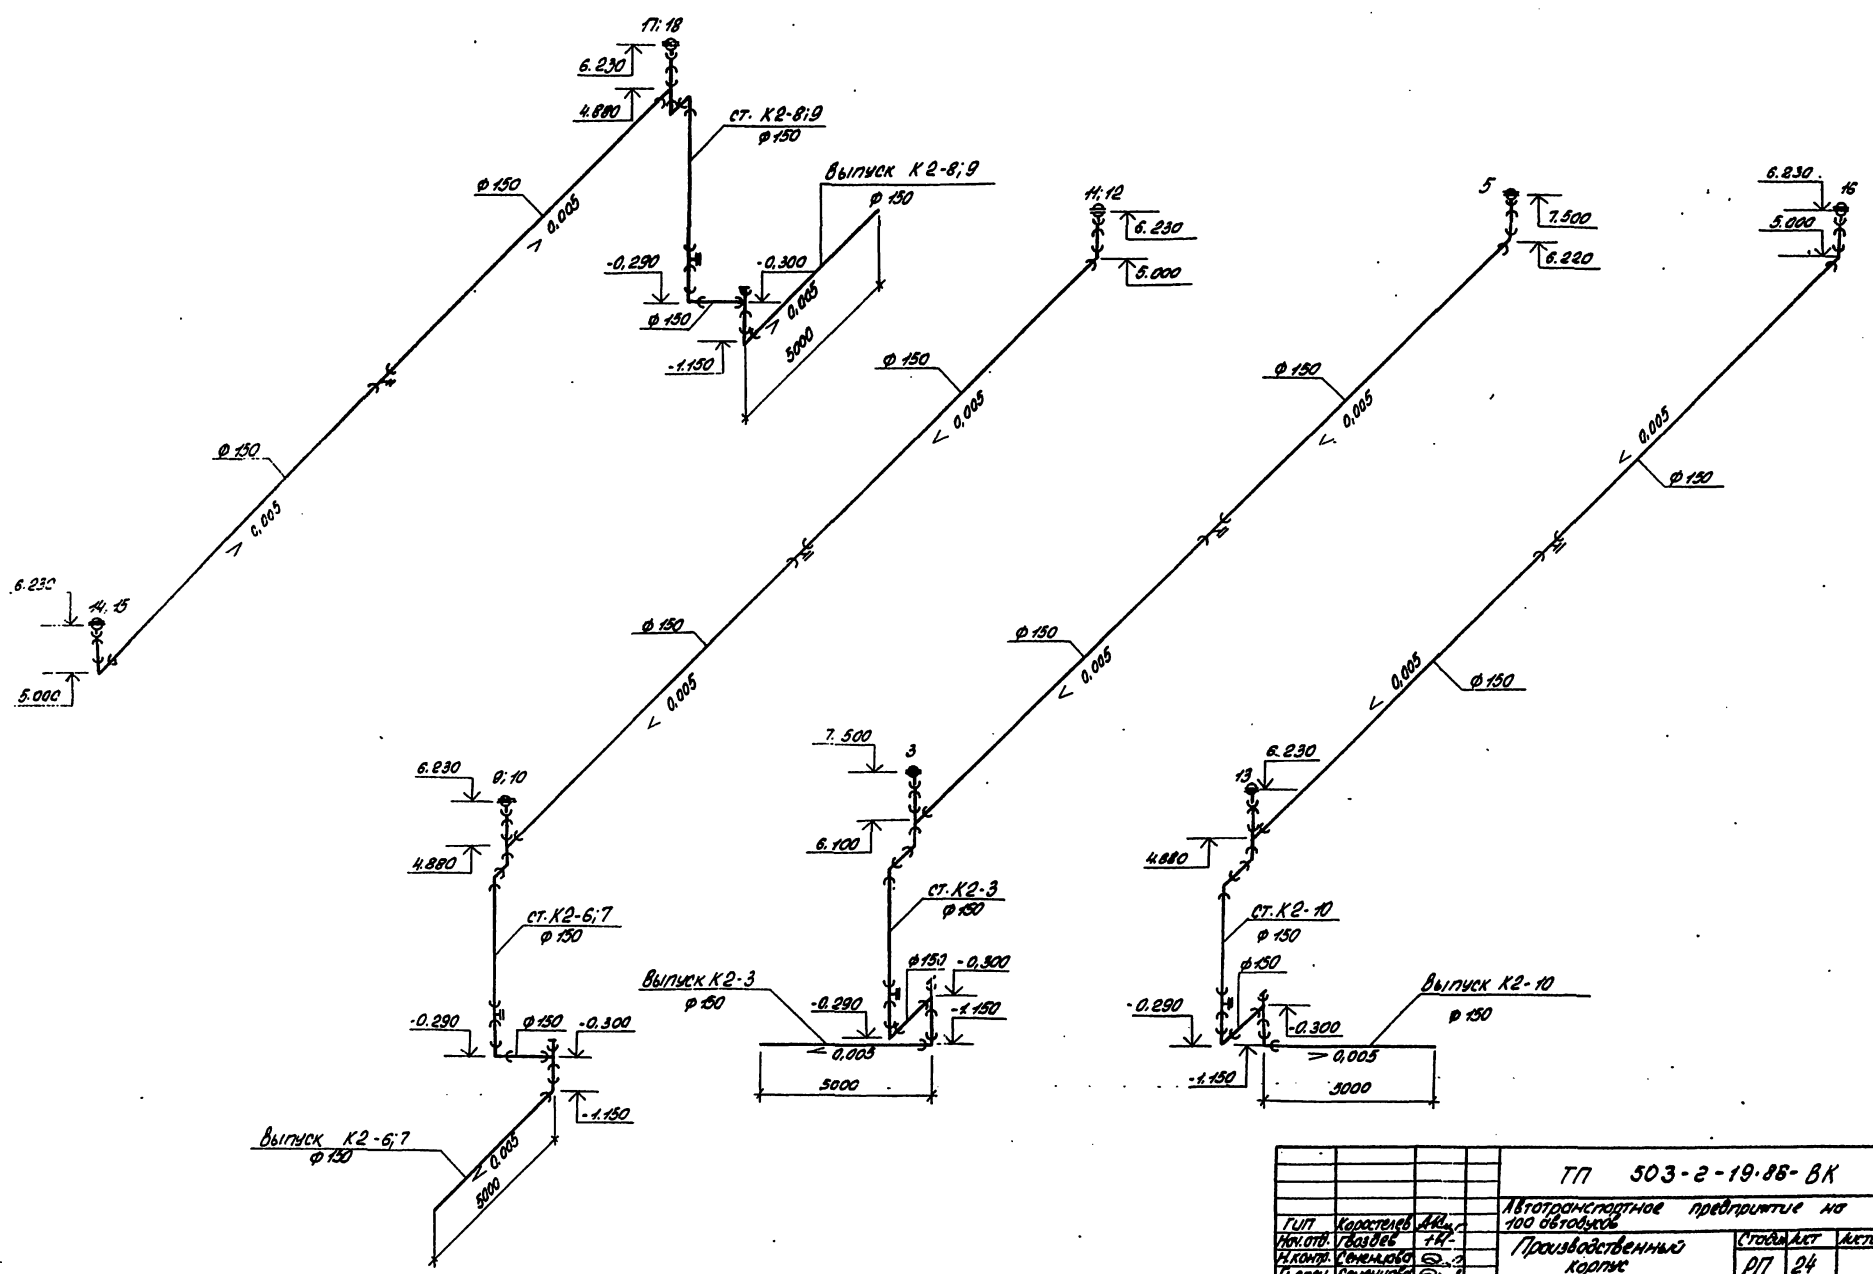 17; 18
6.230
4.880
ст. К2-8;9
φ 150
Выпуск К2-8;9
φ 150
φ 150
> 0,005
-0,290
-0,300
φ 150
> 0,005
5000
-1.150
φ 150
> 0,005
6.230
14; 15
5.000
11; 12
6.230
5.000
φ 150
< 0,005
φ 150
< 0,005
6.230
9; 10
4.880
ст. К2-6;7
φ 150
-0.290
φ 150
-0.300
-1.150
Выпуск К2-6;7
φ 150
< 0.005
5000
5
7.500
6.220
φ 150
< 0,005
φ 150
< 0,005
7.500
3
6.100
ст. К2-3
φ 150
φ 150
-0,300
Выпуск К2-3
φ 150
-0.290
-1.150
< 0,005
5000
6.230
16
5.000
< 0,005
φ 150
< 0,005
φ 150
6.230
13
4.880
ст. К2-10
φ 150
φ 150
-0.290
-0.300
Выпуск К2-10
φ 150
-1.150
> 0,005
5000
ТП 503-2-19.86-ВК
Автотранспортное предприятие на
100 автобусов
ГИП Коростелев
Нач.отд. Гвоздев
Н.контр. Семенцова
Производственный
корпус
Стадия Лист
РП 24